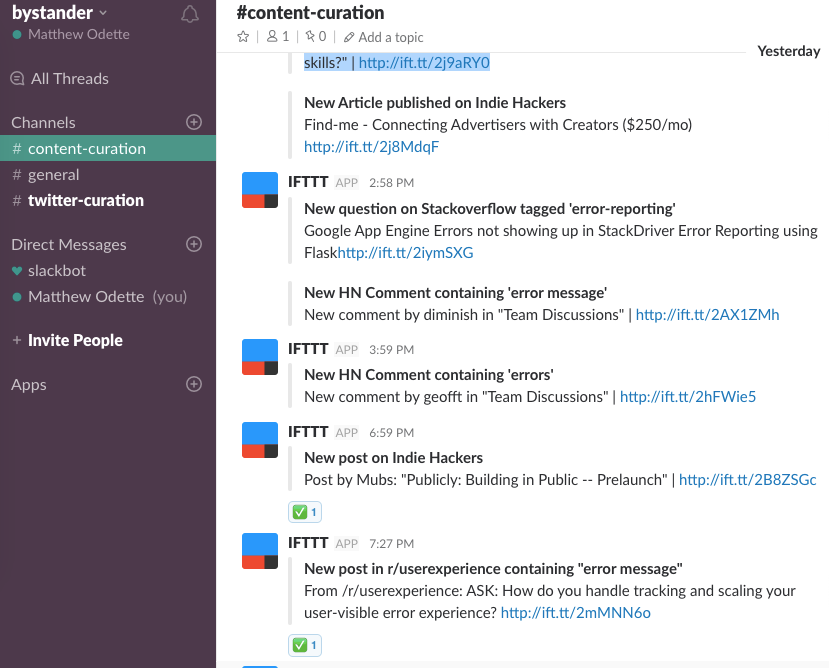 bystander
Matthew Odette
All Threads
Channels
# content-curation
# general
# twitter-curation
Direct Messages
slackbot
Matthew Odette (you)
+ Invite People
Apps
#content-curation
1 | 0 | Add a topic
Yesterday
skills?" | http://ift.tt/2j9aRY0
New Article published on Indie Hackers
Find-me - Connecting Advertisers with Creators ($250/mo)
http://ift.tt/2j8MdqF
IFTTT APP 2:58 PM
New question on Stackoverflow tagged 'error-reporting'
Google App Engine Errors not showing up in StackDriver Error Reporting using
Flaskhttp://ift.tt/2iymSXG
New HN Comment containing 'error message'
New comment by diminish in "Team Discussions" | http://ift.tt/2AX1ZMh
IFTTT APP 3:59 PM
New HN Comment containing 'errors'
New comment by geofft in "Team Discussions" | http://ift.tt/2hFWie5
IFTTT APP 6:59 PM
New post on Indie Hackers
Post by Mubs: "Publicly: Building in Public -- Prelaunch" | http://ift.tt/2B8ZSGc
1
IFTTT APP 7:27 PM
New post in r/userexperience containing "error message"
From /r/userexperience: ASK: How do you handle tracking and scaling your
user-visible error experience? http://ift.tt/2mMNN6o
1